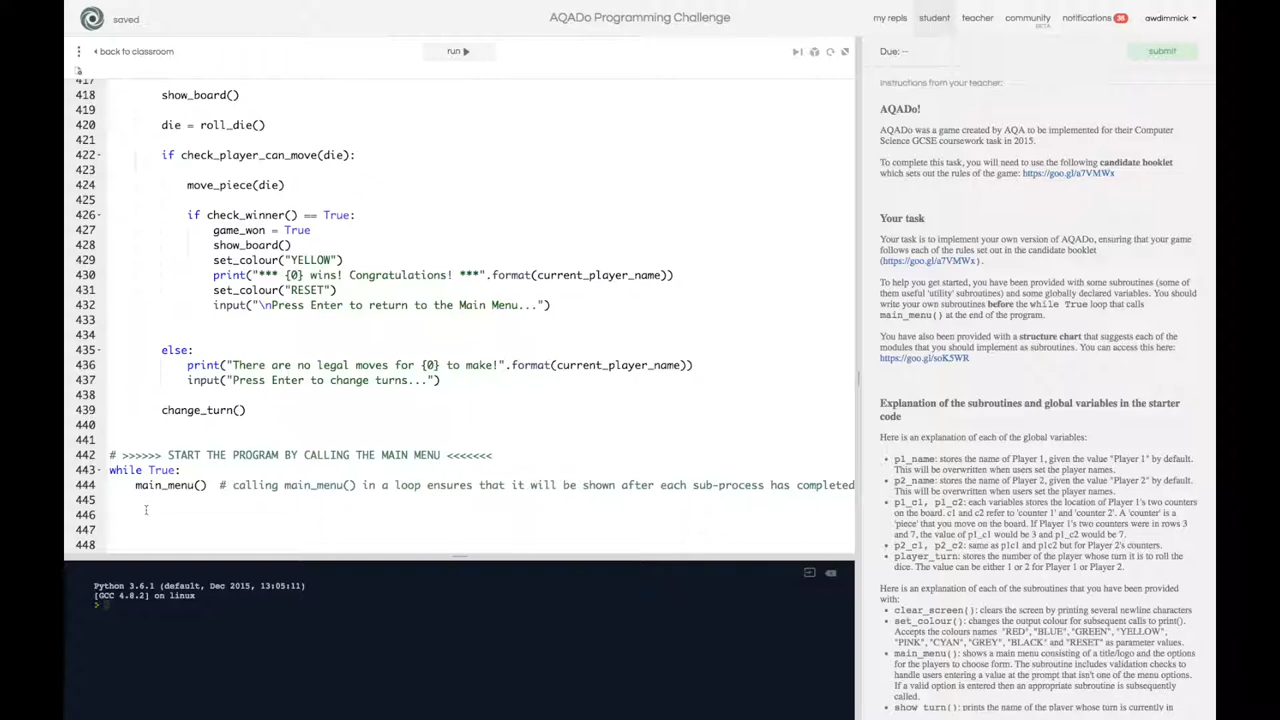 saved
AQADo Programming Challenge
my repls
student
teacher
community
BETA
notifications 36
awdimmick
back to classroom
run
Due: --
submit
417
418 show_board()
419
420 die = roll_die()
421
422 if check_player_can_move(die):
423
424 move_piece(die)
425
426 if check_winner() == True:
427 game_won = True
428 show_board()
429 set_colour("YELLOW")
430 print("*** {0} wins! Congratulations! ***".format(current_player_name))
431 set_colour("RESET")
432 input("\nPress Enter to return to the Main Menu...")
433
434
435 else:
436 print("There are no legal moves for {0} to make!".format(current_player_name))
437 input("Press Enter to change turns...")
438
439 change_turn()
440
441
442 # >>>>>> START THE PROGRAM BY CALLING THE MAIN MENU <<<<<<<
443 while True:
444 main_menu() # calling main_menu() in a loop ensures that it will be shown after each sub-process has completed
445
446
447
448
Python 3.6.1 (default, Dec 2015, 13:05:11)
[GCC 4.8.2] on linux
>
Instructions from your teacher:
AQADo!
AQADo was a game created by AQA to be implemented for their Computer
Science GCSE coursework task in 2015.
To complete this task, you will need to use the following candidate booklet
which sets out the rules of the game: https://goo.gl/a7VMWx
Your task
Your task is to implement your own version of AQADo, ensuring that your game
follows each of the rules set out in the candidate booklet
(https://goo.gl/a7VMWx).
To help you get started, you have been provided with some subroutines (some of
them useful 'utility' subroutines) and some globally declared variables. You should
write your own subroutines before the while True loop that calls
main_menu() at the end of the program.
You have also been provided with a structure chart that suggests each of the
modules that you should implement as subroutines. You can access this here:
https://goo.gl/soK5WR
Explanation of the subroutines and global variables in the starter
code
Here is an explanation of each of the global variables:
p1_name: stores the name of Player 1, given the value "Player 1" by default.
This will be overwritten when users set the player names.
p2_name: stores the name of Player 2, given the value "Player 2" by default.
This will be overwritten when users set the player names.
p1_c1, p1_c2: each variables stores the location of Player 1's two counters
on the board. c1 and c2 refer to 'counter 1' and 'counter 2'. A 'counter' is a
'piece' that you move on the board. If Player 1's two counters were in rows 3
and 7, the value of p1_c1 would be 3 and p1_c2 would be 7.
p2_c1, p2_c2: same as p1c1 and p1c2 but for Player 2's counters.
player_turn: stores the number of the player whose turn it is to roll the
dice. The value can be either 1 or 2 for Player 1 or Player 2.
Here is an explanation of each of the subroutines that you have been provided
with:
clear_screen(): clears the screen by printing several newline characters
set_colour(): changes the output colour for subsequent calls to print().
Accepts the colours names "RED", "BLUE", "GREEN", "YELLOW",
"PINK", "CYAN", "GREY", "BLACK" and "RESET" as parameter values.
main_menu(): shows a main menu consisting of a title/logo and the options
for the players to choose form. The subroutine includes validation checks to
handle users entering a value at the prompt that isn't one of the menu options.
If a valid option is entered then an appropriate subroutine is subsequently
called.
show_turn(): prints the name of the player whose turn is currently in